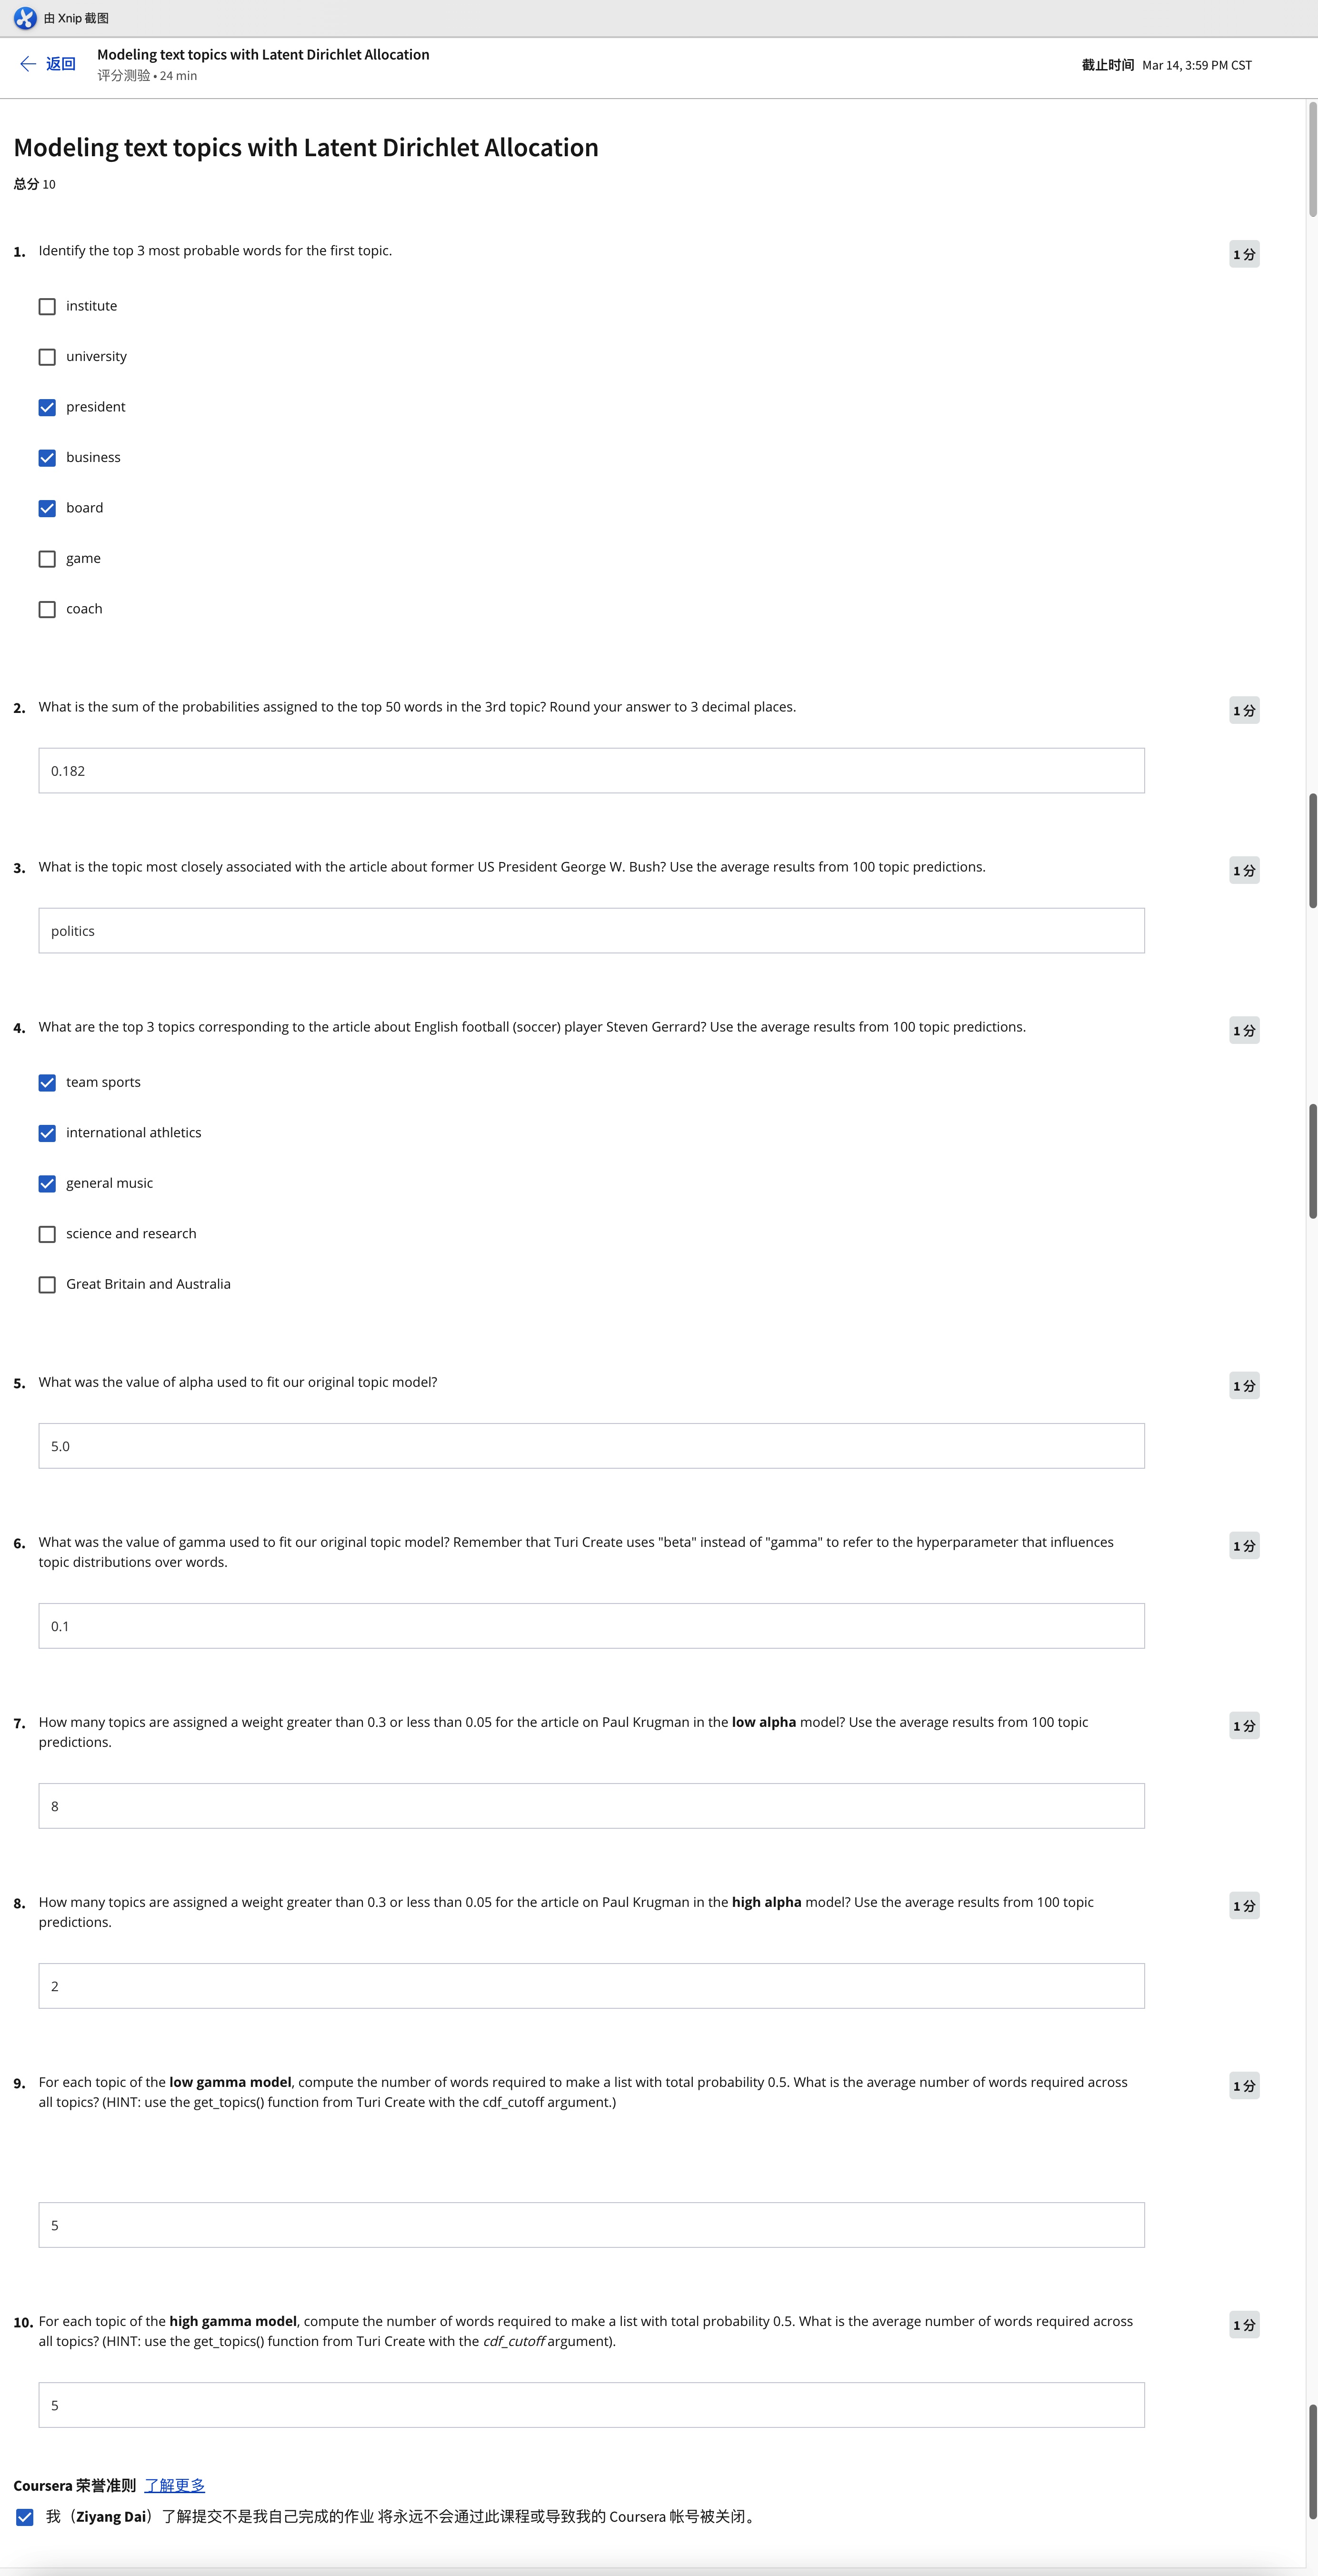 由 Xnip 截图
返回
Modeling text topics with Latent Dirichlet Allocation
评分测验 • 24 min
截止时间 Mar 14, 3:59 PM CST
Modeling text topics with Latent Dirichlet Allocation
总分 10
1. Identify the top 3 most probable words for the first topic.
1 分
institute
university
president
business
board
game
coach
2. What is the sum of the probabilities assigned to the top 50 words in the 3rd topic? Round your answer to 3 decimal places.
1 分
0.182
3. What is the topic most closely associated with the article about former US President George W. Bush? Use the average results from 100 topic predictions.
1 分
politics
4. What are the top 3 topics corresponding to the article about English football (soccer) player Steven Gerrard? Use the average results from 100 topic predictions.
1 分
team sports
international athletics
general music
science and research
Great Britain and Australia
5. What was the value of alpha used to fit our original topic model?
1 分
5.0
6. What was the value of gamma used to fit our original topic model? Remember that Turi Create uses "beta" instead of "gamma" to refer to the hyperparameter that influences
topic distributions over words.
1 分
0.1
7. How many topics are assigned a weight greater than 0.3 or less than 0.05 for the article on Paul Krugman in the low alpha model? Use the average results from 100 topic
predictions.
1 分
8
8. How many topics are assigned a weight greater than 0.3 or less than 0.05 for the article on Paul Krugman in the high alpha model? Use the average results from 100 topic
predictions.
1 分
2
9. For each topic of the low gamma model, compute the number of words required to make a list with total probability 0.5. What is the average number of words required across
all topics? (HINT: use the get_topics() function from Turi Create with the cdf_cutoff argument.)
1 分
5
10. For each topic of the high gamma model, compute the number of words required to make a list with total probability 0.5. What is the average number of words required across
all topics? (HINT: use the get_topics() function from Turi Create with the cdf_cutoff argument).
1 分
5
Coursera 荣誉准则 了解更多
我（Ziyang Dai）了解提交不是我自己完成的作业 将永远不会通过此课程或导致我的 Coursera 帐号被关闭。